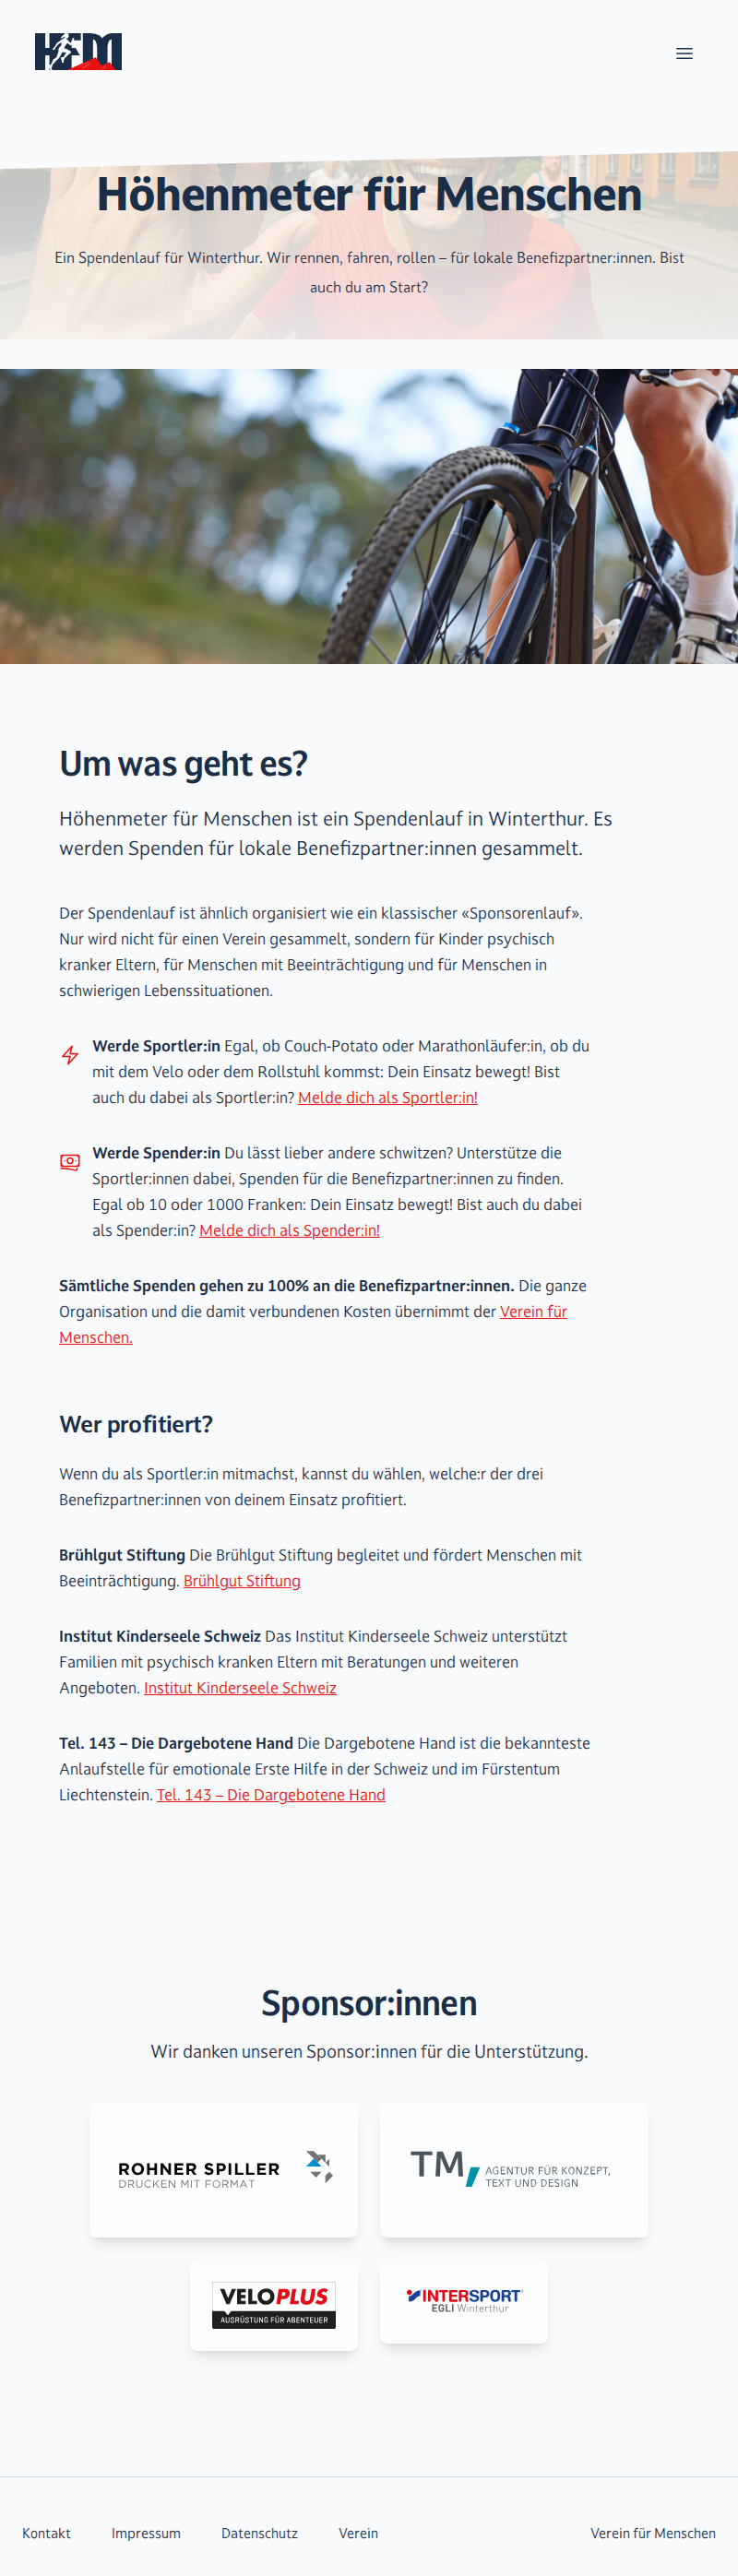 HFM
Höhenmeter für Menschen
Ein Spendenlauf für Winterthur. Wir rennen, fahren, rollen – für lokale Benefizpartner:innen. Bist
auch du am Start?
Um was geht es?
Höhenmeter für Menschen ist ein Spendenlauf in Winterthur. Es
werden Spenden für lokale Benefizpartner:innen gesammelt.
Der Spendenlauf ist ähnlich organisiert wie ein klassischer «Sponsorenlauf».
Nur wird nicht für einen Verein gesammelt, sondern für Kinder psychisch
kranker Eltern, für Menschen mit Beeinträchtigung und für Menschen in
schwierigen Lebenssituationen.
Werde Sportler:in Egal, ob Couch-Potato oder Marathonläufer:in, ob du
mit dem Velo oder dem Rollstuhl kommst: Dein Einsatz bewegt! Bist
auch du dabei als Sportler:in? Melde dich als Sportler:in!
Werde Spender:in Du lässt lieber andere schwitzen? Unterstütze die
Sportler:innen dabei, Spenden für die Benefizpartner:innen zu finden.
Egal ob 10 oder 1000 Franken: Dein Einsatz bewegt! Bist auch du dabei
als Spender:in? Melde dich als Spender:in!
Sämtliche Spenden gehen zu 100% an die Benefizpartner:innen. Die ganze
Organisation und die damit verbundenen Kosten übernimmt der Verein für
Menschen.
Wer profitiert?
Wenn du als Sportler:in mitmachst, kannst du wählen, welche:r der drei
Benefizpartner:innen von deinem Einsatz profitiert.
Brühlgut Stiftung Die Brühlgut Stiftung begleitet und fördert Menschen mit
Beeinträchtigung. Brühlgut Stiftung
Institut Kinderseele Schweiz Das Institut Kinderseele Schweiz unterstützt
Familien mit psychisch kranken Eltern mit Beratungen und weiteren
Angeboten. Institut Kinderseele Schweiz
Tel. 143 – Die Dargebotene Hand Die Dargebotene Hand ist die bekannteste
Anlaufstelle für emotionale Erste Hilfe in der Schweiz und im Fürstentum
Liechtenstein. Tel. 143 – Die Dargebotene Hand
Sponsor:innen
Wir danken unseren Sponsor:innen für die Unterstützung.
ROHNER SPILLER
DRUCKEN MIT FORMAT
TM, AGENTUR FÜR KONZEPT,
TEXT UND DESIGN
VELOPLUS
AUSRÜSTUNG FÜR ABENTEUER
INTERSPORT
EGLI Winterthur
Kontakt Impressum Datenschutz Verein Verein für Menschen